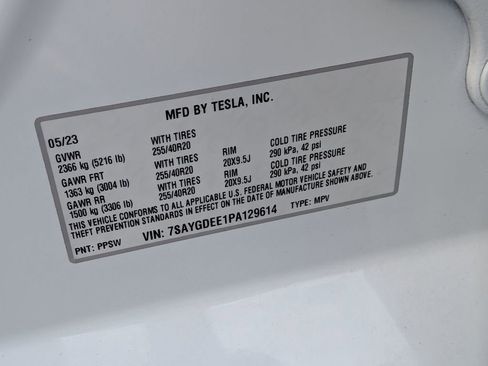 MFD BY TESLA, INC.
05/23
GVWR WITH TIRES RIM COLD TIRE PRESSURE
2366 kg (5216 lb) 255/40R20 20X9.5J 290 kPa, 42 psi
GAWR FRT WITH TIRES RIM COLD TIRE PRESSURE
1363 kg (3004 lb) 255/40R20 20X9.5J 290 kPa, 42 psi
GAWR RR WITH TIRES
1500 kg (3306 lb) 255/40R20
THIS VEHICLE CONFORMS TO ALL APPLICABLE U.S. FEDERAL MOTOR VEHICLE SAFETY AND
THEFT PREVENTION STANDARDS IN EFFECT ON THE DATE OF MANUFACTURE SHOWN ABOVE.
PNT: PPSW VIN: 7SAYGDEE1PA129614 TYPE: MPV